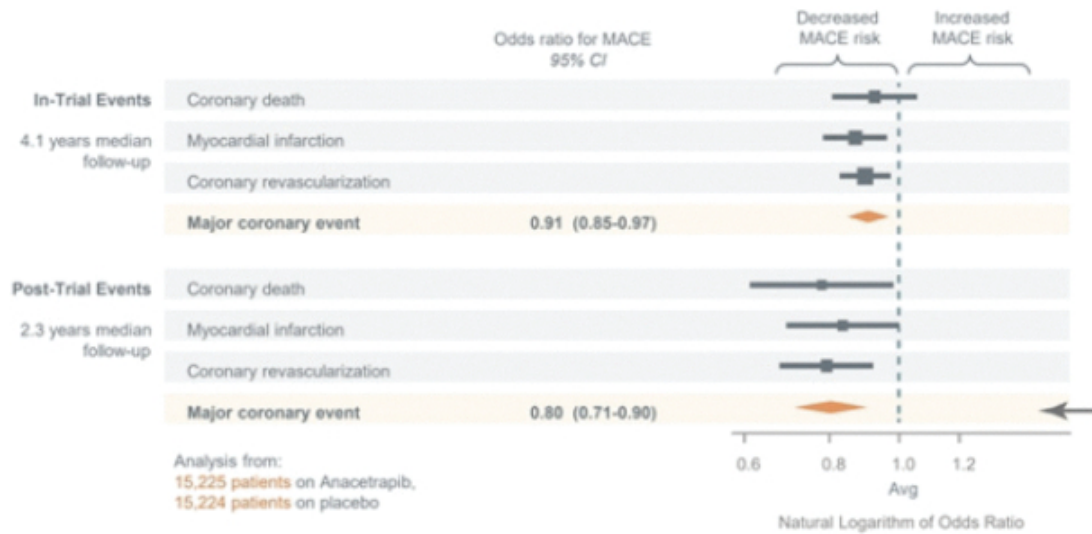 Decreased
MACE risk
Increased
MACE risk
Odds ratio for MACE
95% CI
In-Trial Events
Coronary death
4.1 years median
follow-up
Myocardial infarction
Coronary revascularization
Major coronary event 0.91 (0.85-0.97)
Post-Trial Events
Coronary death
2.3 years median
follow-up
Myocardial infarction
Coronary revascularization
Major coronary event 0.80 (0.71-0.90)
0.6 0.8 1.0 1.2
Avg
Natural Logarithm of Odds Ratio
Analysis from:
15,225 patients on Anacetrapib,
15,224 patients on placebo